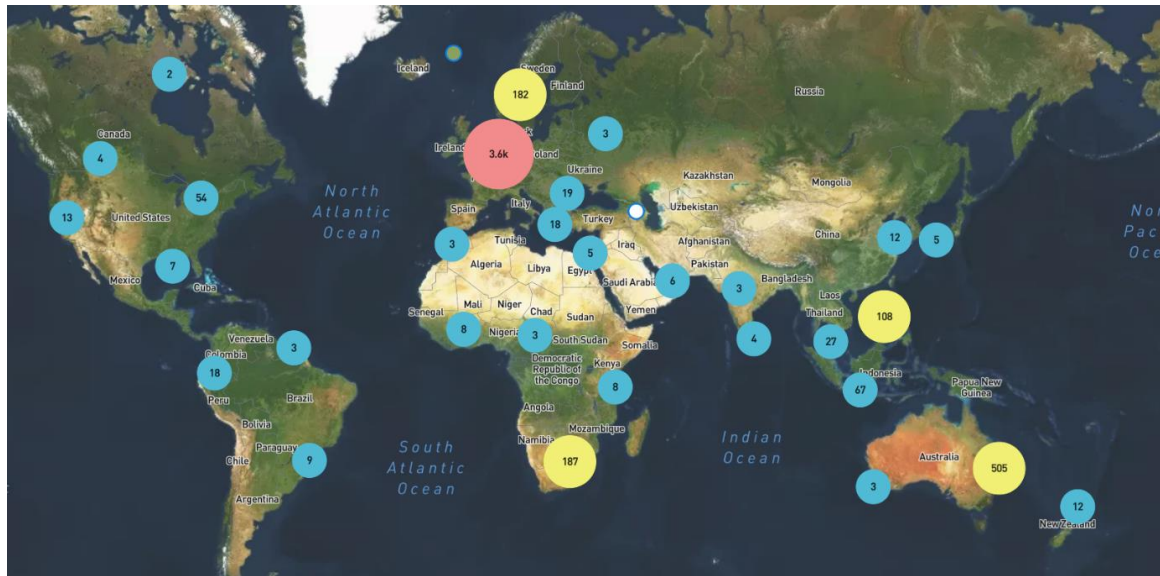 Iceland
Sweden
Finland
Russia
2
182
Canada
3
Ireland
3.6k
Poland
4
Ukraine
Kazakhstan
Mongolia
54
North
Atlantic
Ocean
19
Italy
Uzbekistan
13
United States
Spain
18
Turkey
China
12
5
3
Tunisia
Iraq
Afghanistan
7
Algeria
Libya
Egypt
5
Pakistan
Mexico
Cuba
Saudi Arabia
6
3
Bangladesh
Laos
Mali
Niger
Chad
Yemen
Senegal
Sudan
Thailand
108
8
Nigeria
3
South Sudan
Somalia
4
27
Venezuela
3
Colombia
Democratic
Republic of
the Congo
Kenya
18
Indonesia
Papua New
Guinea
8
67
Peru
Brazil
Angola
Bolivia
Mozambique
South
Atlantic
Ocean
Indian
Ocean
Namibia
Paraguay
Chile
9
187
Australia
505
3
Argentina
12
New Zealand